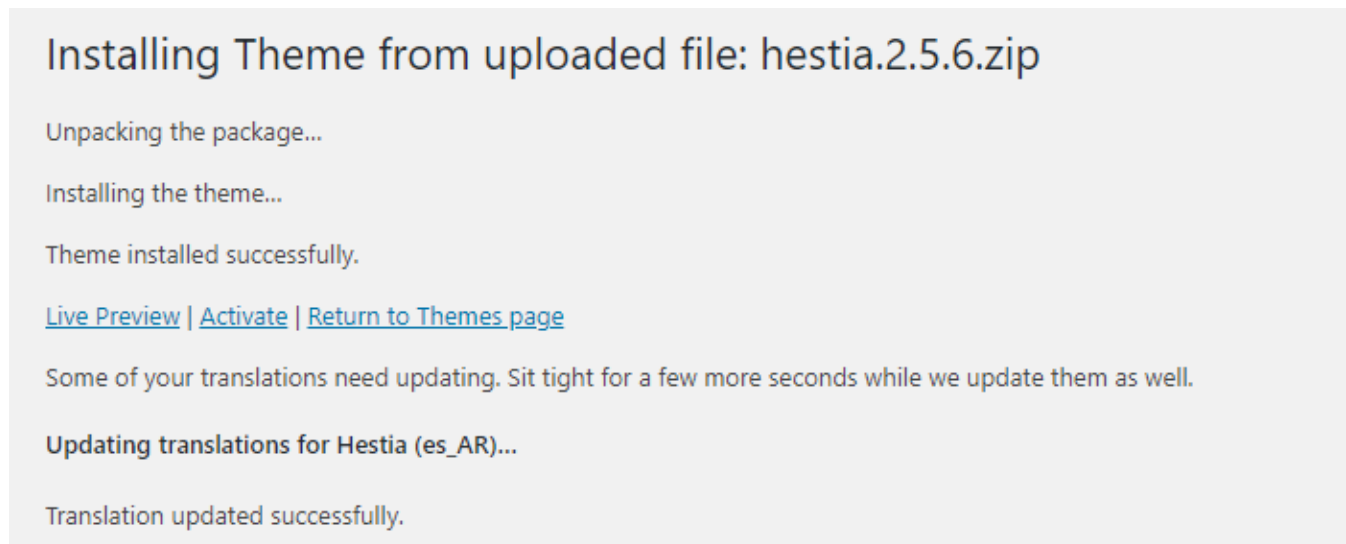 Installing Theme from uploaded file: hestia.2.5.6.zip
Unpacking the package...
Installing the theme...
Theme installed successfully.
Live Preview | Activate | Return to Themes page
Some of your translations need updating. Sit tight for a few more seconds while we update them as well.
Updating translations for Hestia (es_AR)...
Translation updated successfully.